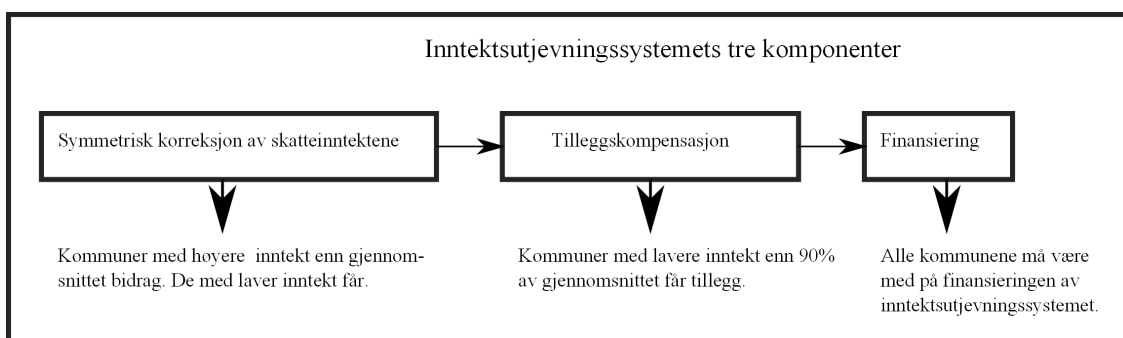 Inntektsutjevningssystemets tre komponenter
Symmetrisk korreksjon av skatteinntektene
Tilleggskompensasjon
Finansiering
Kommuner med høyere inntekt enn gjennom-
snittet bidrag. De med laver inntekt får.
Kommuner med lavere inntekt enn 90%
av gjennomsnittet får tillegg.
Alle kommunene må være
med på finansieringen av
inntektsutjevningssystemet.